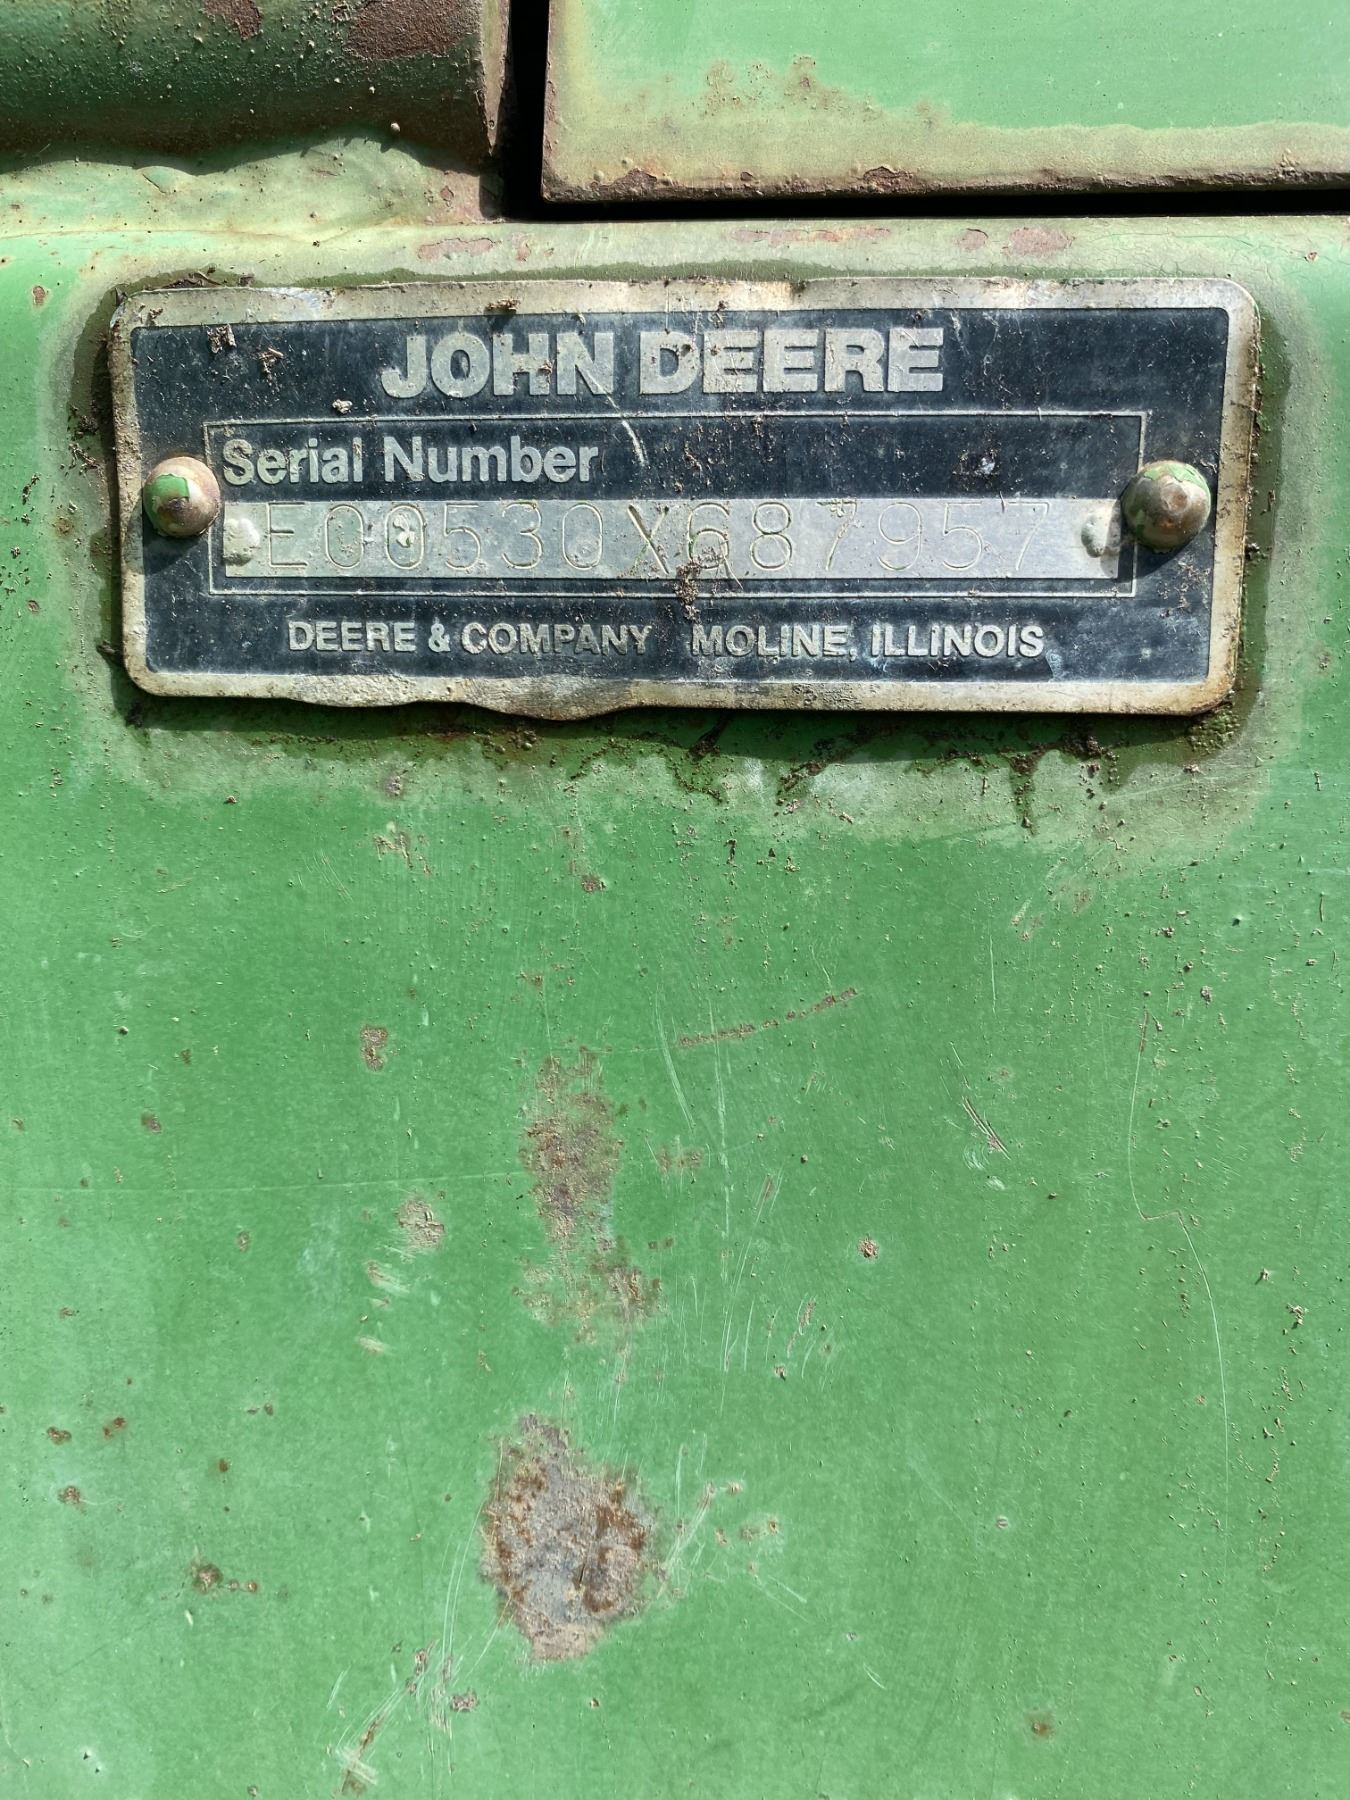 JOHN DEERE
Serial Number
E00530X687957
DEERE & COMPANY MOLINE, ILLINOIS